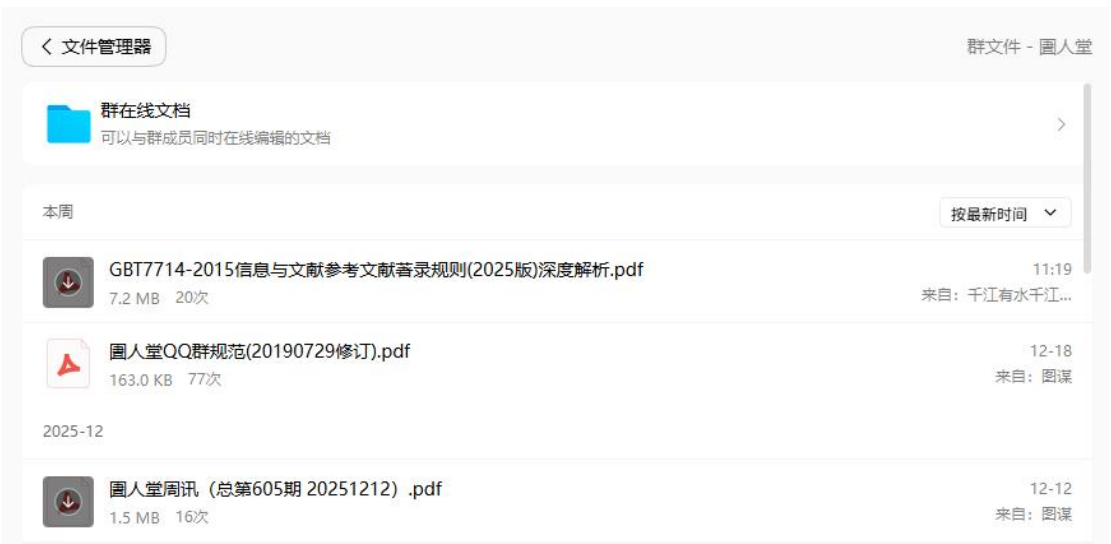 文件管理器
群文件 - 圕人堂
群在线文档
可以与群成员同时在线编辑的文档
本周
按最新时间
GBT7714-2015信息与文献参考文献著录规则(2025版)深度解析.pdf
11:19
7.2 MB 20次
来自：千江有水千江...
圕人堂QQ群规范(20190729修订).pdf
12-18
163.0 KB 77次
来自：图谋
2025-12
圕人堂周讯（总第605期 20251212）.pdf
12-12
1.5 MB 16次
来自：图谋